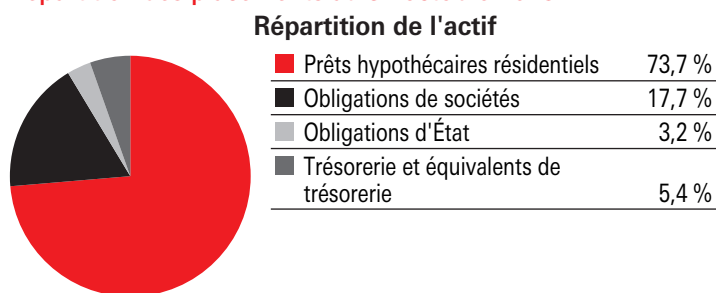 Répartition de l'actif
Prêts hypothécaires résidentiels 73,7 %
Obligations de sociétés 17,7 %
Obligations d'État 3,2 %
Trésorerie et équivalents de
trésorerie 5,4 %